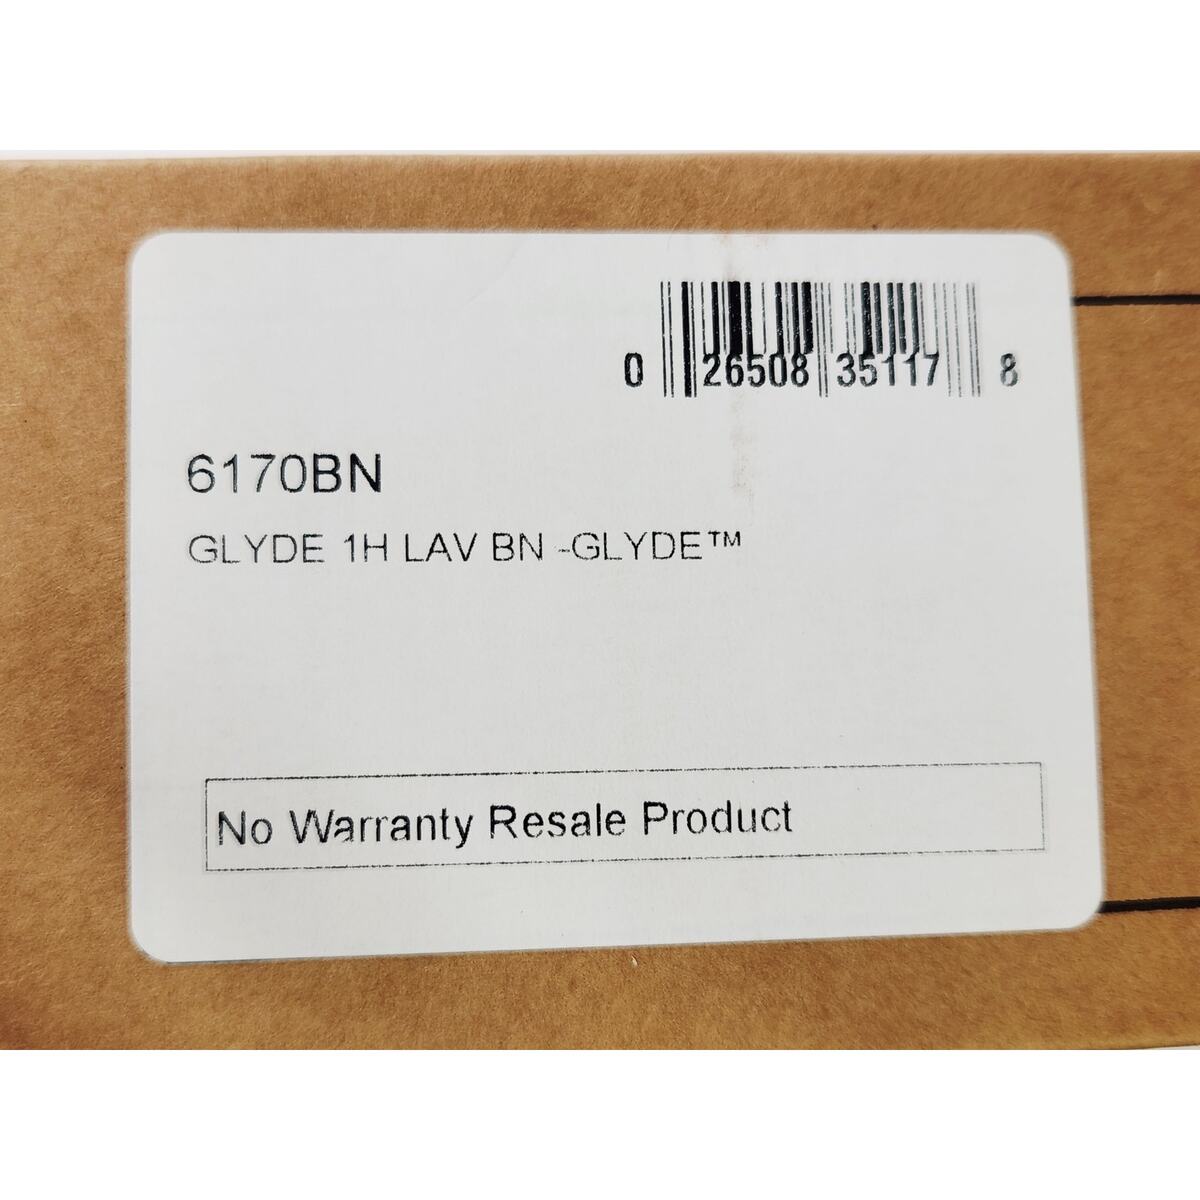 0 26508 35117 8
6170BN
GLYDE 1H LAV BN -GLYDE™
No Warranty Resale Product